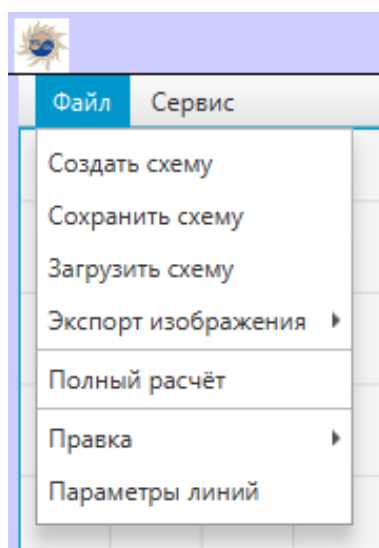 Файл Сервис
Создать схему
Сохранить схему
Загрузить схему
Экспорт изображения
Полный расчёт
Правка
Параметры линий